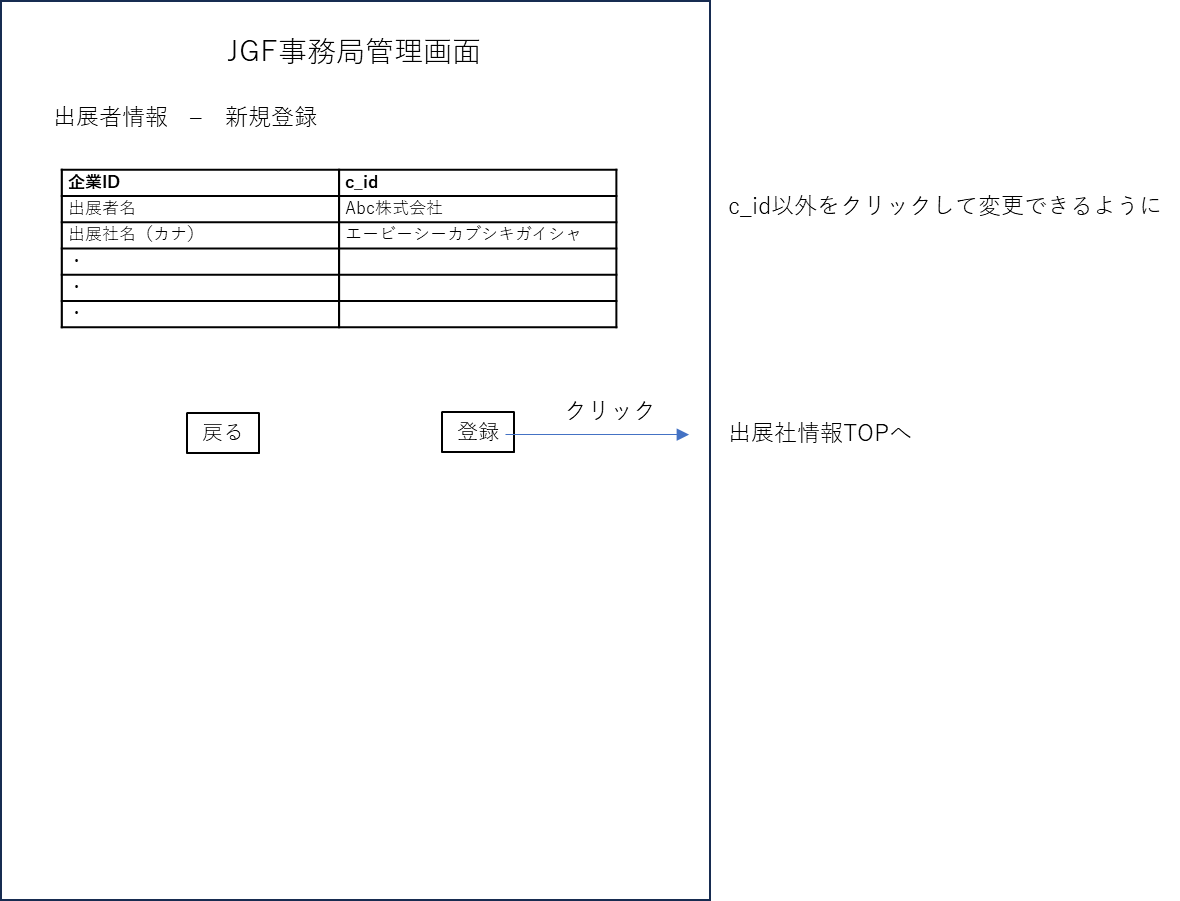 JGF事務局管理画面
出展者情報 – 新規登録
企業ID c_id
出展者名 Abc株式会社
出展社名（カナ） エービーシーカブシキガイシャ
・
・
・
c_id以外をクリックして変更できるように
戻る
登録
クリック
出展社情報TOPへ